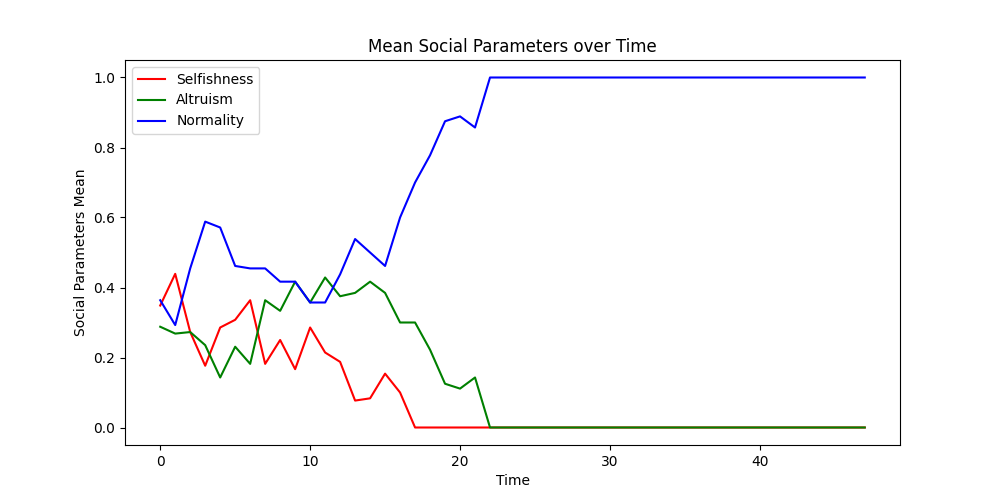 Mean Social Parameters over Time
Selfishness
Altruism
Normality
Social Parameters Mean
1.0
0.8
0.6
0.4
0.2
0.0
0 10 20 30 40
Time